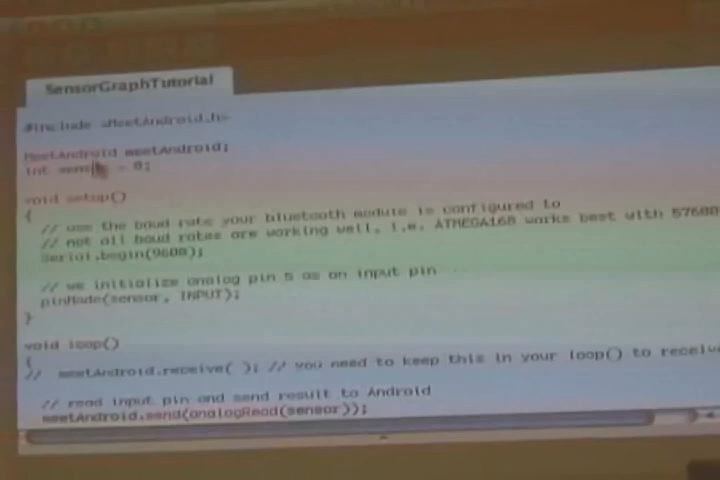 SensorGraphTutorial
#include <MeetAndroid.h>
MeetAndroid meetAndroid;
int sensor = 0;
void setup()
{
// use the baud rate your bluetooth module is configured to
// not all baud rates are working well, i.e. ATMEGA168 works best with 57600
Serial.begin(9600);
// we initialize analog pin 5 as an input pin
pinMode(sensor, INPUT);
}
void loop()
{
// meetAndroid.receive( ); // you need to keep this in your loop() to receive
// read input pin and send result to Android
meetAndroid.send(analogRead(sensor));